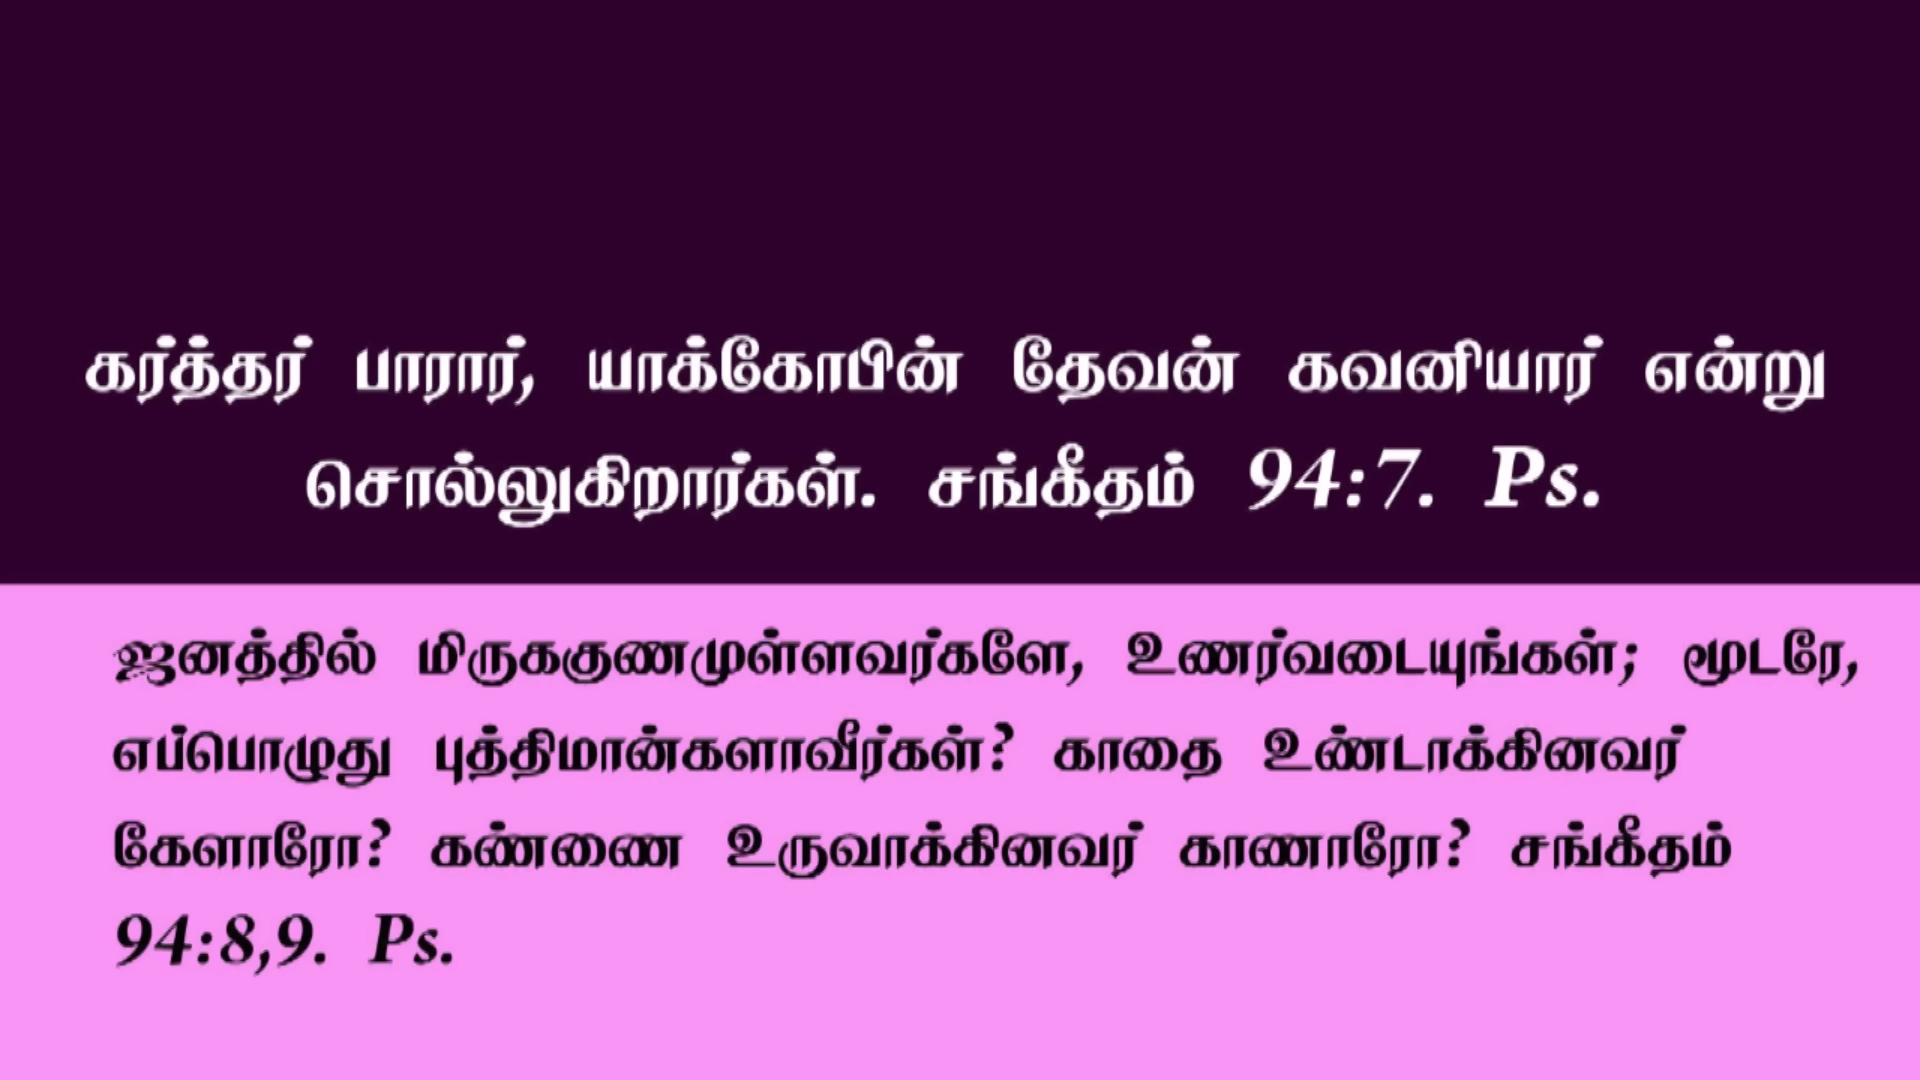 கர்த்தர் பாரார், யாக்கோபின் தேவன் கவனியார் என்று
சொல்லுகிறார்கள். சங்கீதம் 94:7. Ps.
ஜனத்தில் மிருககுணமுள்ளவர்களே, உணர்வடையுங்கள்; மூடரே,
எப்பொழுது புத்திமான்களாவீர்கள்? காதை உண்டாக்கினவர்
கேளாரோ? கண்ணை உருவாக்கினவர் காணாரோ? சங்கீதம்
94:8,9. Ps.